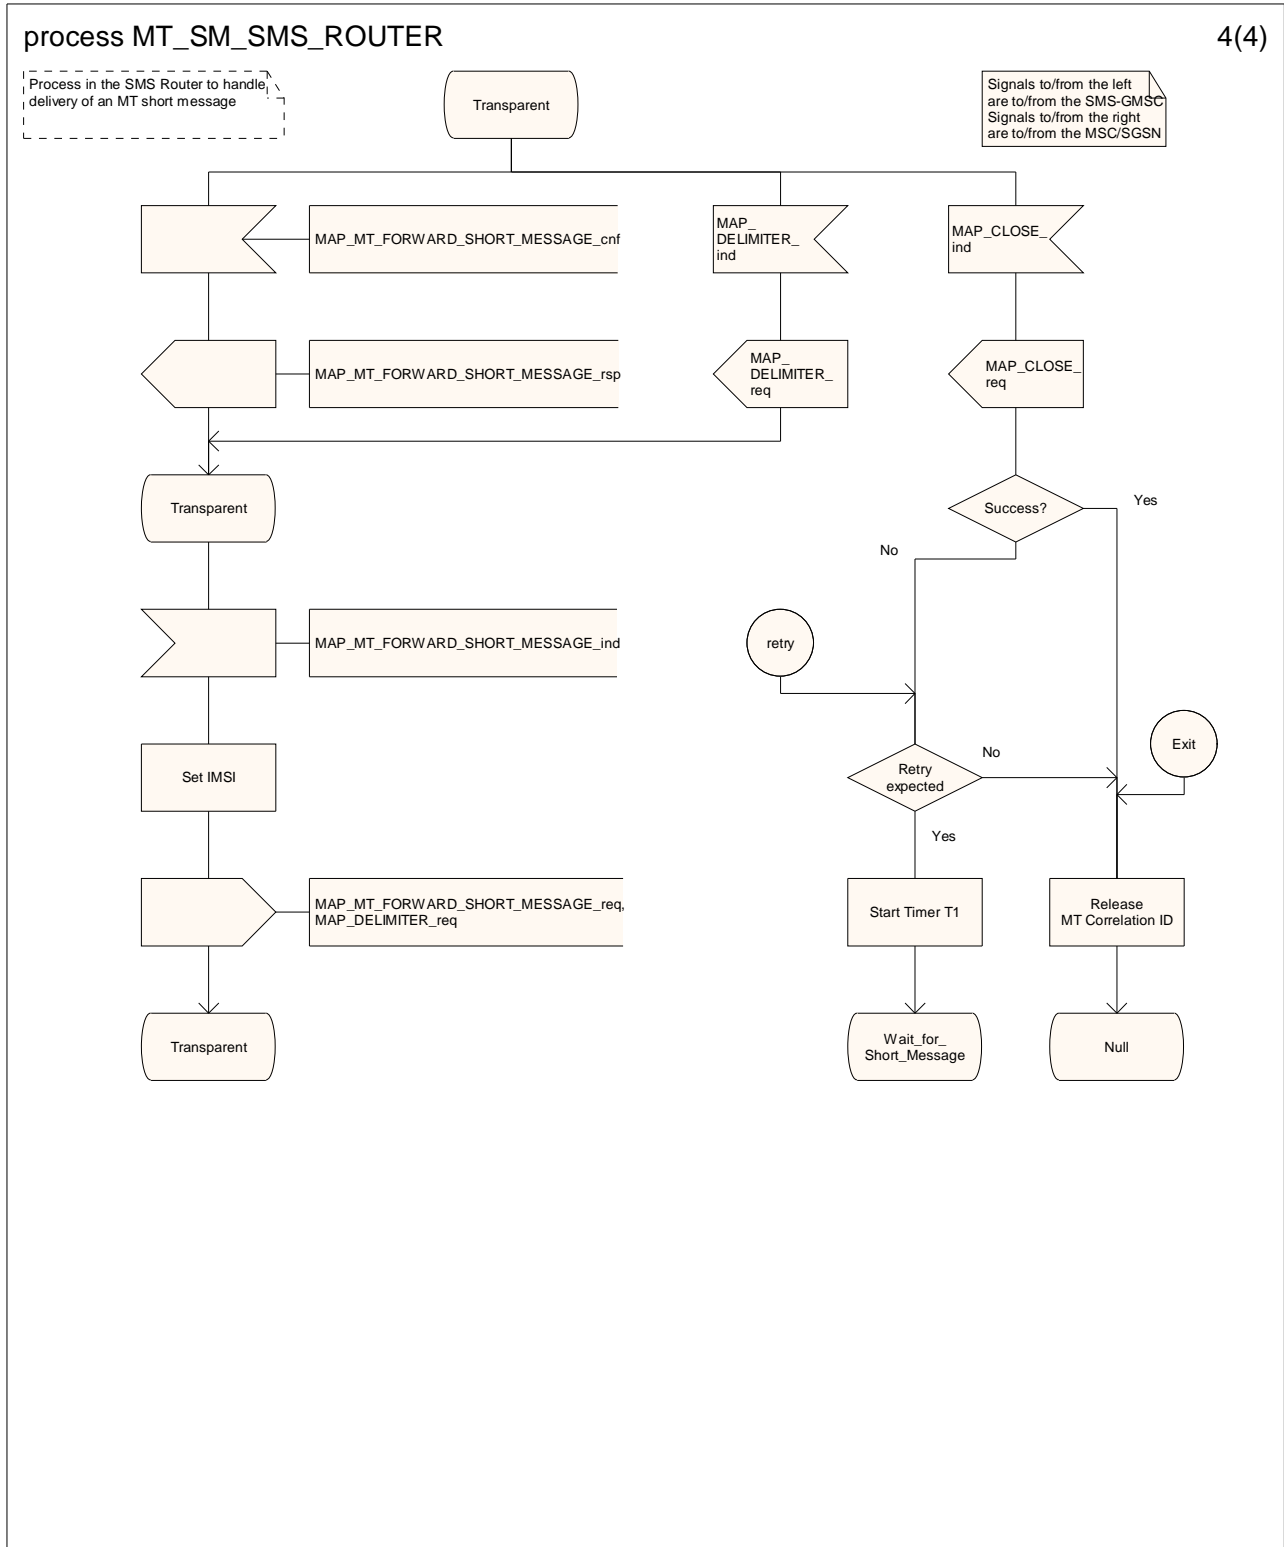 process MT_SM_SMS_ROUTER
4(4)
Process in the SMS Router to handle
delivery of an MT short message
Transparent
Signals to/from the left
are to/from the SMS-GMSC
Signals to/from the right
are to/from the MSC/SGSN
MAP_MT_FORWARD_SHORT_MESSAGE_cnf
MAP_
DELIMITER_
ind
MAP_CLOSE_
ind
MAP_MT_FORWARD_SHORT_MESSAGE_rsp
MAP_
DELIMITER_
req
MAP_CLOSE_
req
Transparent
Success?
Yes
No
MAP_MT_FORWARD_SHORT_MESSAGE_ind
retry
Set IMSI
Retry
expected
No
Exit
Yes
MAP_MT_FORWARD_SHORT_MESSAGE_req,
MAP_DELIMITER_req
Start Timer T1
Release
MT Correlation ID
Transparent
Wait_for_
Short_Message
Null